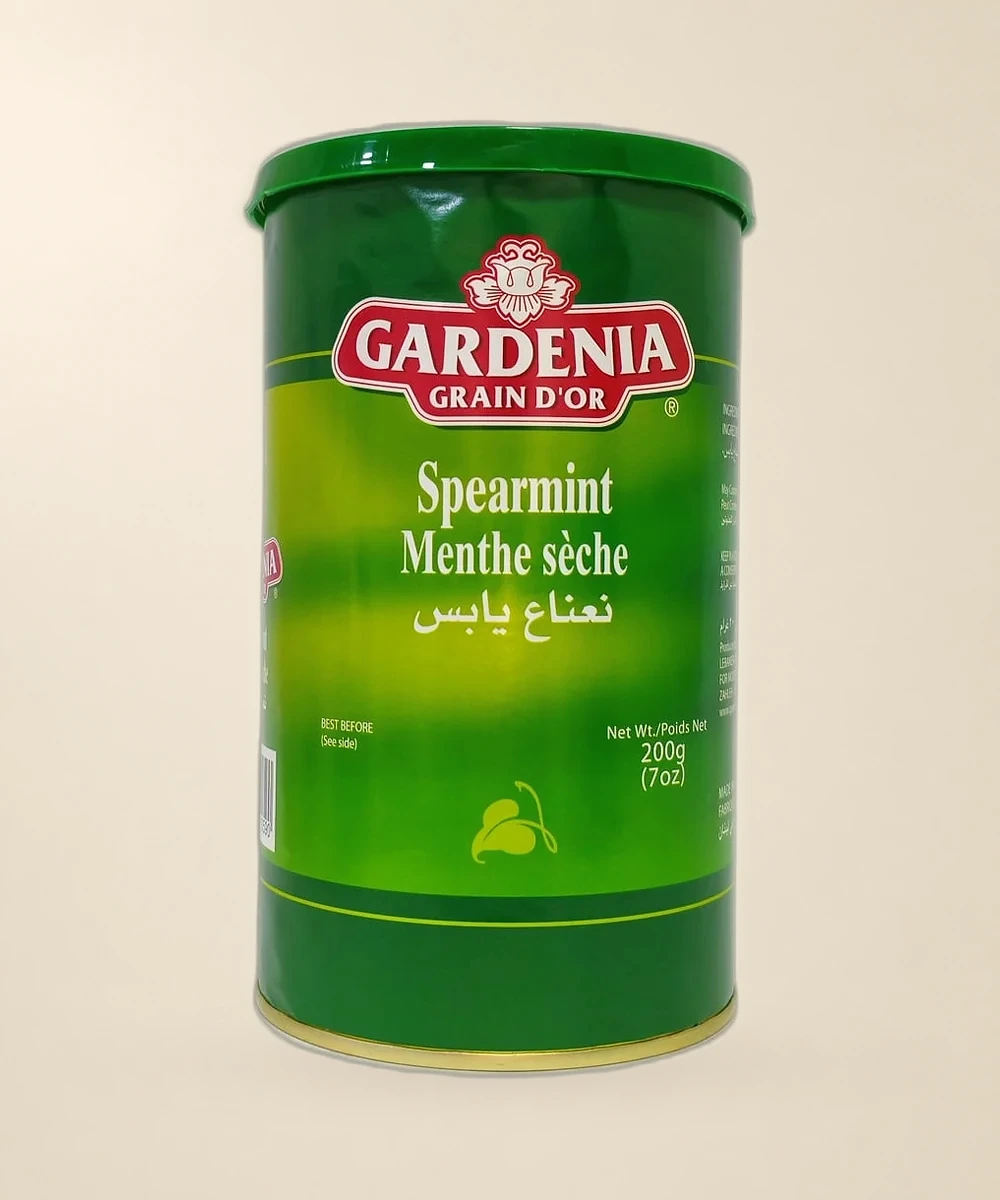 GARDENIA
GRAIN D'OR
®
Spearmint
Menthe sèche
نعناع يابس
BEST BEFORE
(See side)
Net Wt./Poids Net
200g
(7oz)